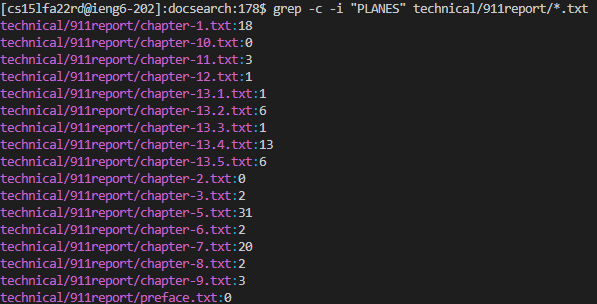 [cs15lfa22rd@ieng6-202]:docsearch:178$ grep -c -i "PLANES" technical/911report/*.txt
technical/911report/chapter-1.txt:18
technical/911report/chapter-10.txt:0
technical/911report/chapter-11.txt:3
technical/911report/chapter-12.txt:1
technical/911report/chapter-13.1.txt:1
technical/911report/chapter-13.2.txt:6
technical/911report/chapter-13.3.txt:1
technical/911report/chapter-13.4.txt:13
technical/911report/chapter-13.5.txt:6
technical/911report/chapter-2.txt:0
technical/911report/chapter-3.txt:2
technical/911report/chapter-5.txt:31
technical/911report/chapter-6.txt:2
technical/911report/chapter-7.txt:20
technical/911report/chapter-8.txt:2
technical/911report/chapter-9.txt:3
technical/911report/preface.txt:0